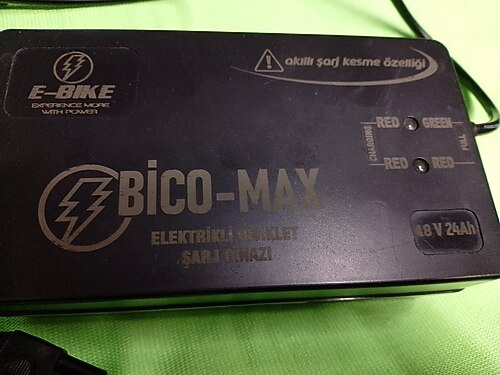 E-BIKE
EXPERIENCE MORE
WITH POWER
akıllı şarj kesme özelliği
RED GREEN
CHARGING
FULL
RED RED
BİCO-MAX
ELEKTRİKLİ BİSİKLET
ŞARJ CİHAZI
48 V 24Ah